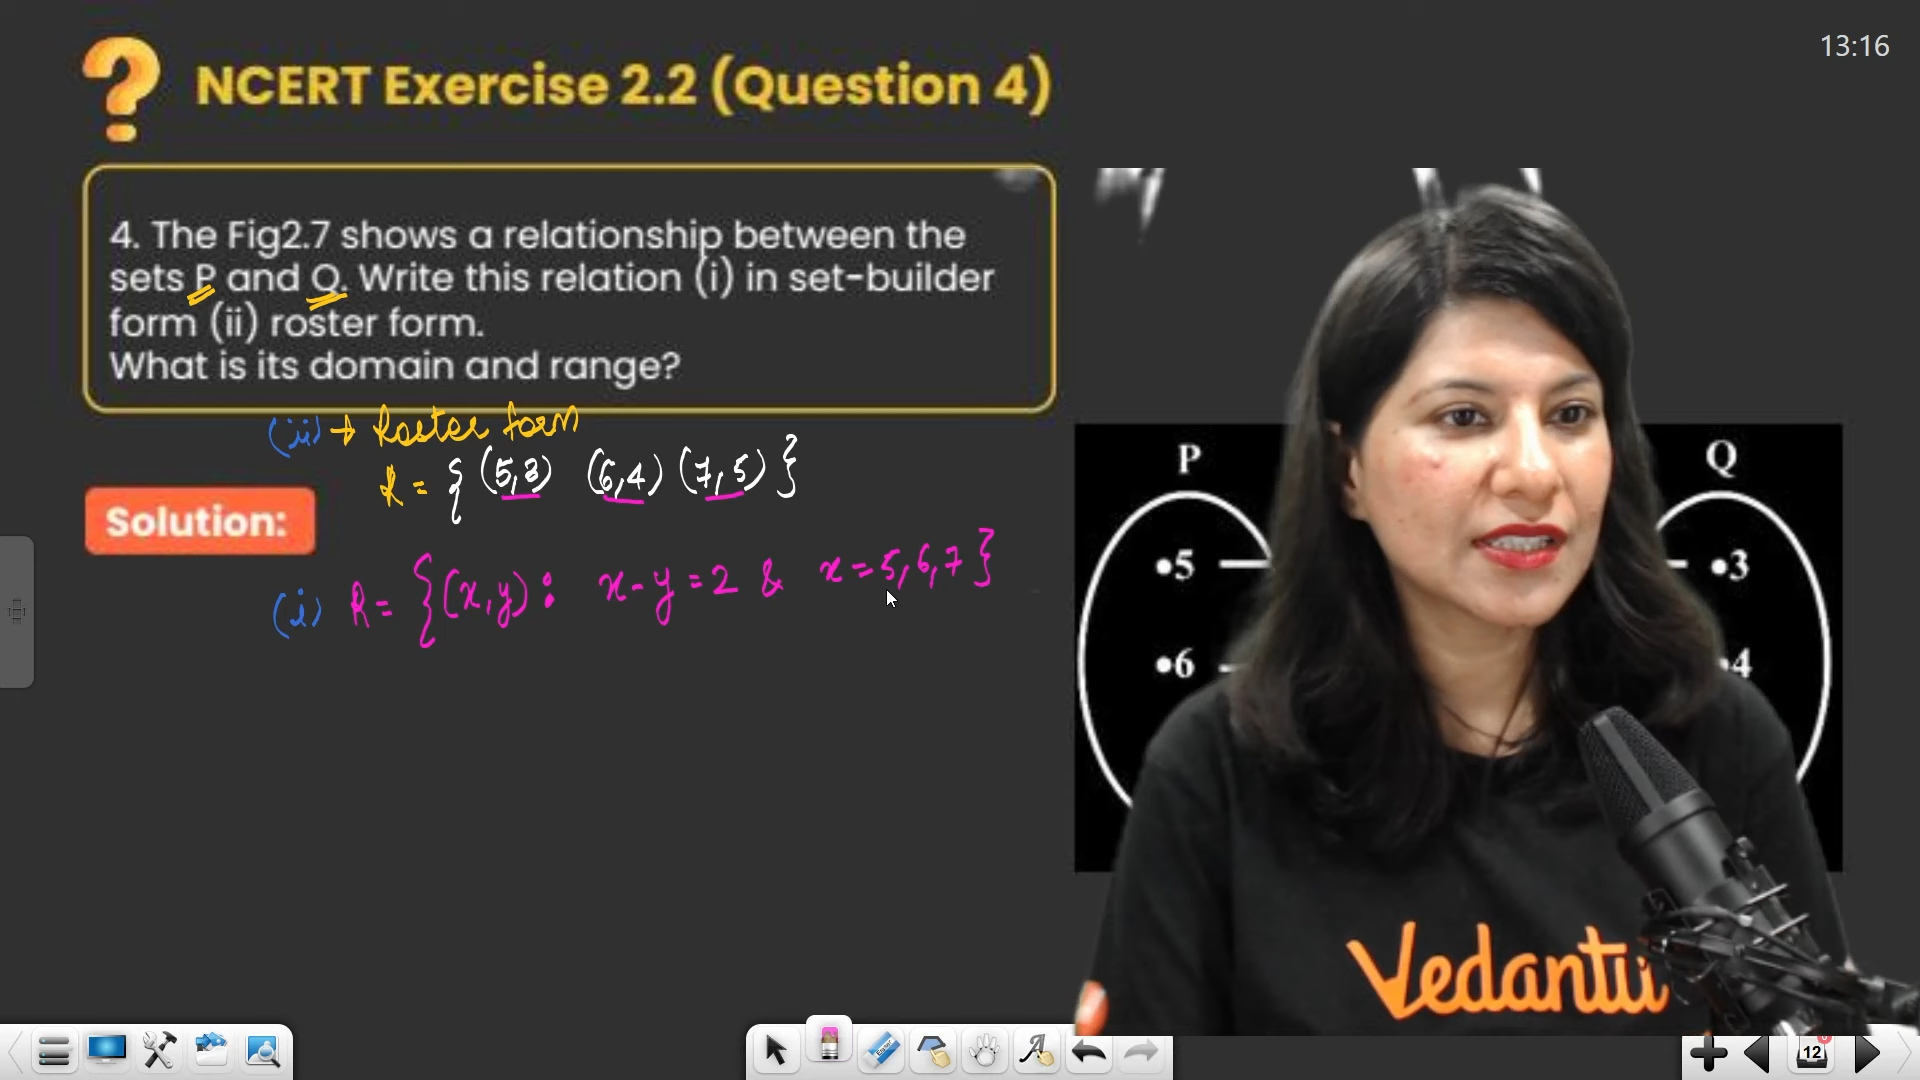 13:16
NCERT Exercise 2.2 (Question 4)
4. The Fig2.7 shows a relationship between the
sets P and Q. Write this relation (i) in set-builder
form (ii) roster form.
What is its domain and range?
(ii) → Roster form
R = { (5,3) (6,4) (7,5) }
Solution:
(i) R = {(x,y) : x - y = 2 & x = 5,6,7 }
P Q
•5 •3
•6 •4
Vedantu
Eraser
A
12